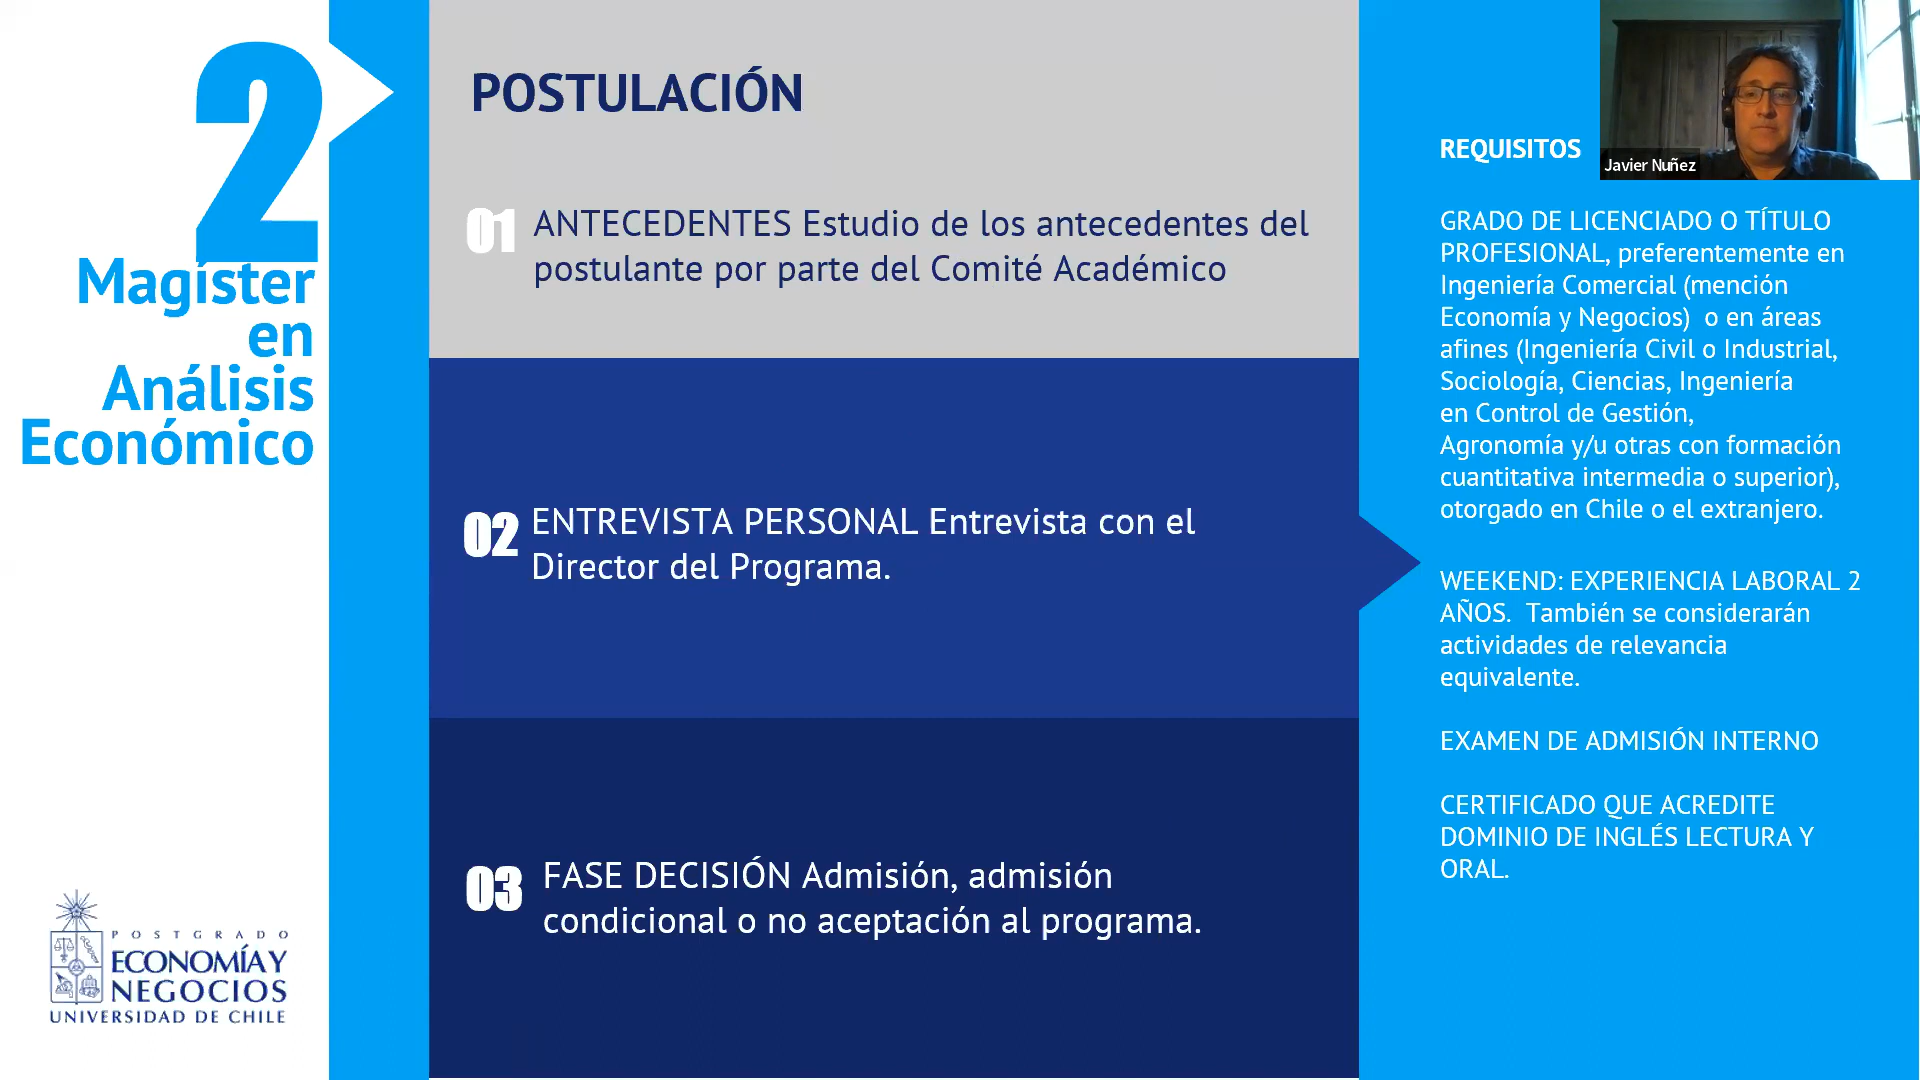 2
Magíster
en
Análisis
Económico
POSTGRADO
ECONOMÍA Y
NEGOCIOS
UNIVERSIDAD DE CHILE
POSTULACIÓN
01 ANTECEDENTES Estudio de los antecedentes del
postulante por parte del Comité Académico
02 ENTREVISTA PERSONAL Entrevista con el
Director del Programa.
03 FASE DECISIÓN Admisión, admisión
condicional o no aceptación al programa.
REQUISITOS
GRADO DE LICENCIADO O TÍTULO
PROFESIONAL, preferentemente en
Ingeniería Comercial (mención
Economía y Negocios)  o en áreas
afines (Ingeniería Civil o Industrial,
Sociología, Ciencias, Ingeniería
en Control de Gestión,
Agronomía y/u otras con formación
cuantitativa intermedia o superior),
otorgado en Chile o el extranjero.
WEEKEND: EXPERIENCIA LABORAL 2
AÑOS.  También se considerarán
actividades de relevancia
equivalente.
EXAMEN DE ADMISIÓN INTERNO
CERTIFICADO QUE ACREDITE
DOMINIO DE INGLÉS LECTURA Y
ORAL.
Javier Nuñez